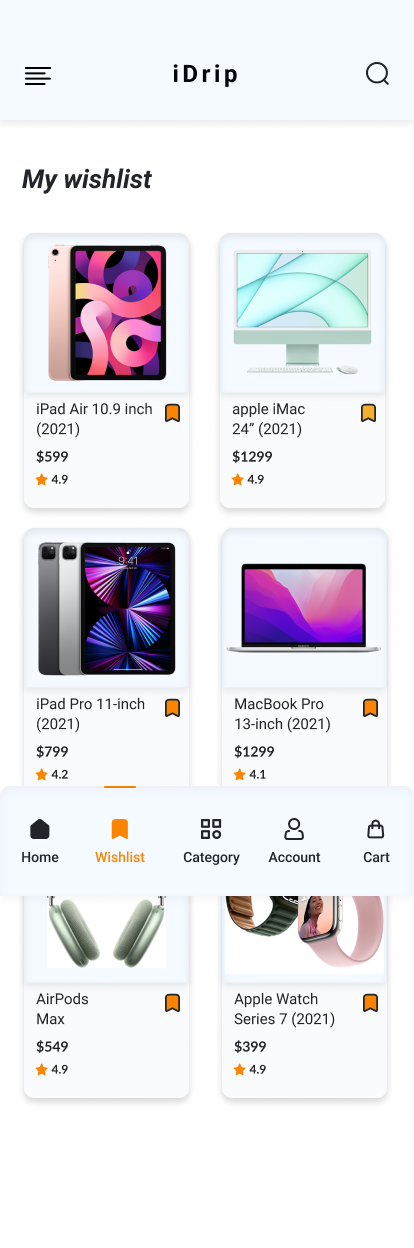 iDrip
My wishlist
iPad Air 10.9 inch
(2021)
$599
4.9
apple iMac
24” (2021)
$1299
4.9
9:41
iPad Pro 11-inch
(2021)
$799
4.2
MacBook Pro
13-inch (2021)
$1299
4.1
Home
Wishlist
Category
Account
Cart
AirPods
Max
$549
4.9
Apple Watch
Series 7 (2021)
$399
4.9